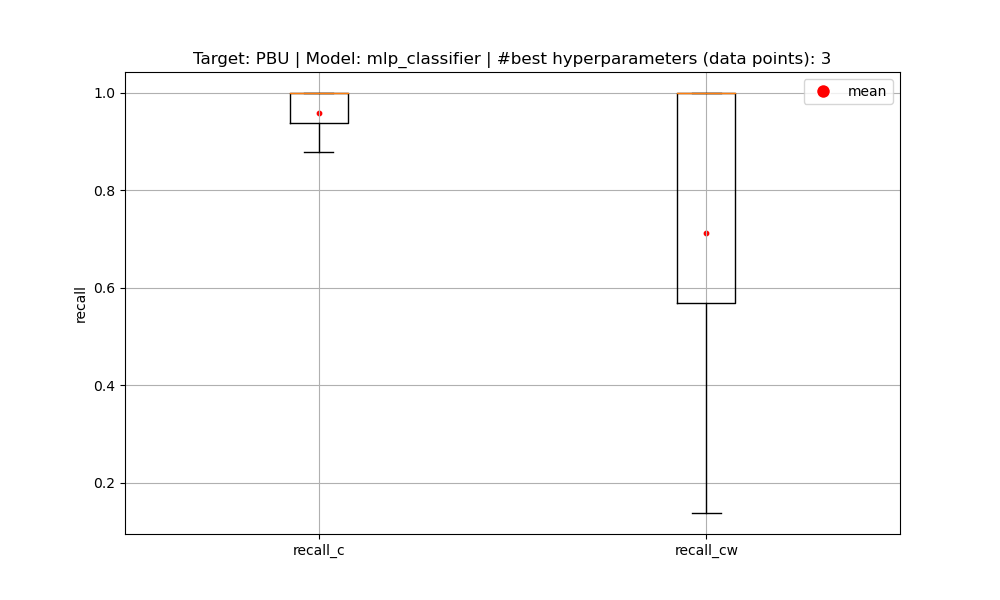 Target: PBU | Model: mlp_classifier | #best hyperparameters (data points): 3
mean
1.0
0.8
0.6
0.4
0.2
recall
recall_c
recall_cw